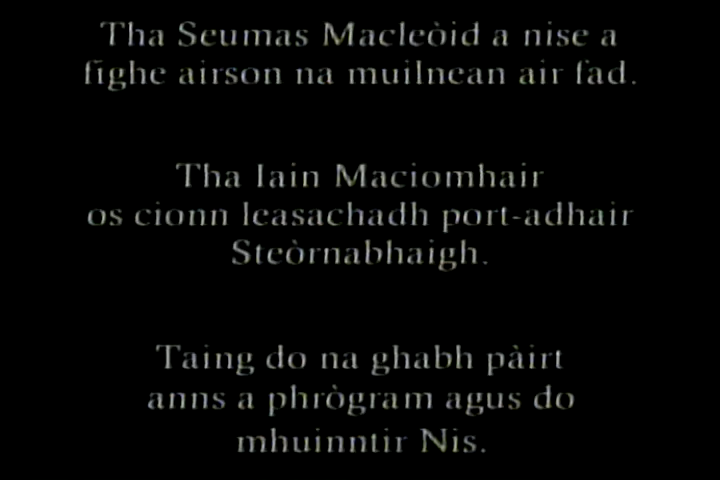 Tha Seumas Macleòid a nise a
fighe airson na muilnean air fad.
Tha Iain Maciomhair
os cionn leasachadh port-adhair
Steòrnabhaigh.
Taing do na ghabh pàirt
anns a phrògram agus do
mhuinntir Nis.